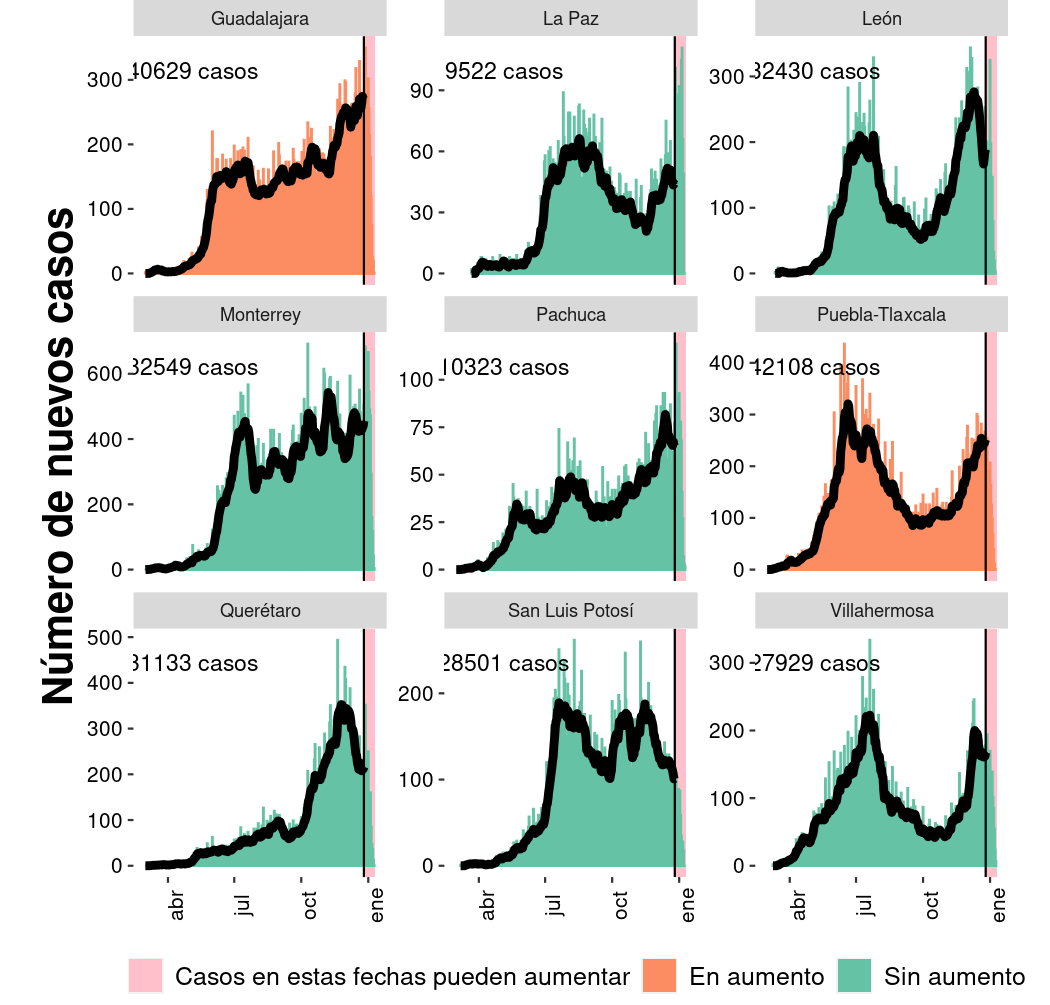 Número de nuevos casos
Guadalajara
40629 casos
300
200
100
0
La Paz
9522 casos
90
60
30
0
León
32430 casos
300
200
100
0
Monterrey
casos
600
400
200
0
Pachuca
10323 casos
100
75
50
25
0
Puebla-Tlaxcala
42108 casos
400
300
200
100
0
Querétaro
31133 casos
500
400
300
200
100
0
San Luis Potosí
28501 casos
200
100
0
Villahermosa
27929 casos
300
200
100
0
abr jul oct ene
abr jul oct ene
abr jul oct ene
Casos en estas fechas pueden aumentar En aumento Sin aumento